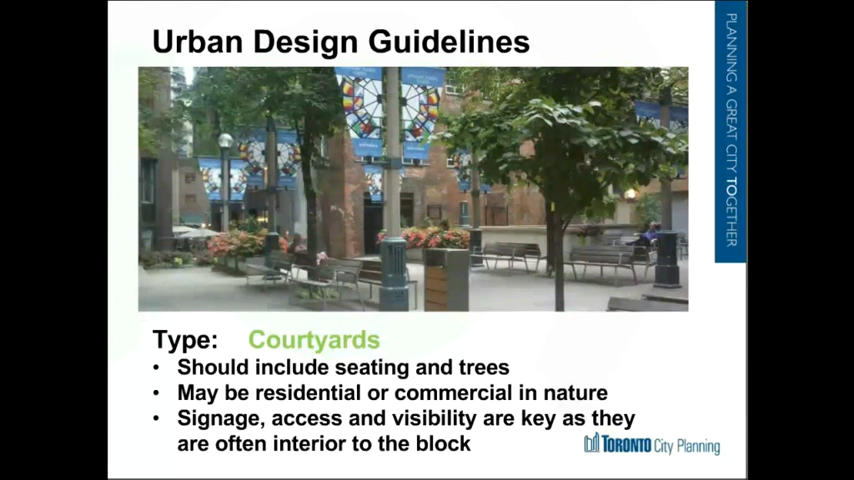 Urban Design Guidelines
PLANNING A GREAT CITY TOGETHER
Type: Courtyards
• Should include seating and trees
• May be residential or commercial in nature
• Signage, access and visibility are key as they
are often interior to the block
TORONTO City Planning